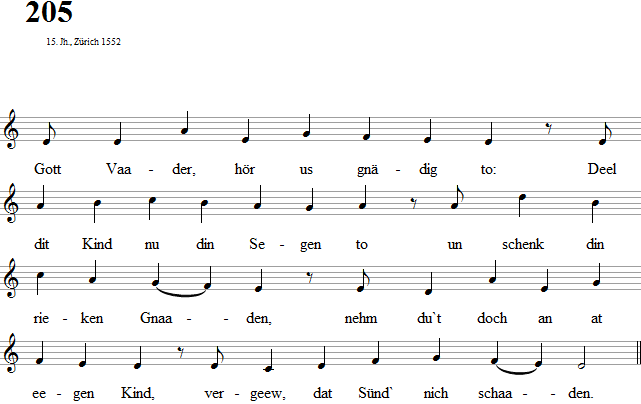 205
15. Jh., Zürich 1552
Gott Vaa - der, hör us gnä - dig to: Deel
dit Kind nu din Se - gen to un schenk din
rie - ken Gnaa - - den, nehm du`t doch an at
ee - gen Kind, ver - geew, dat Sünd` nich schaa - - den.